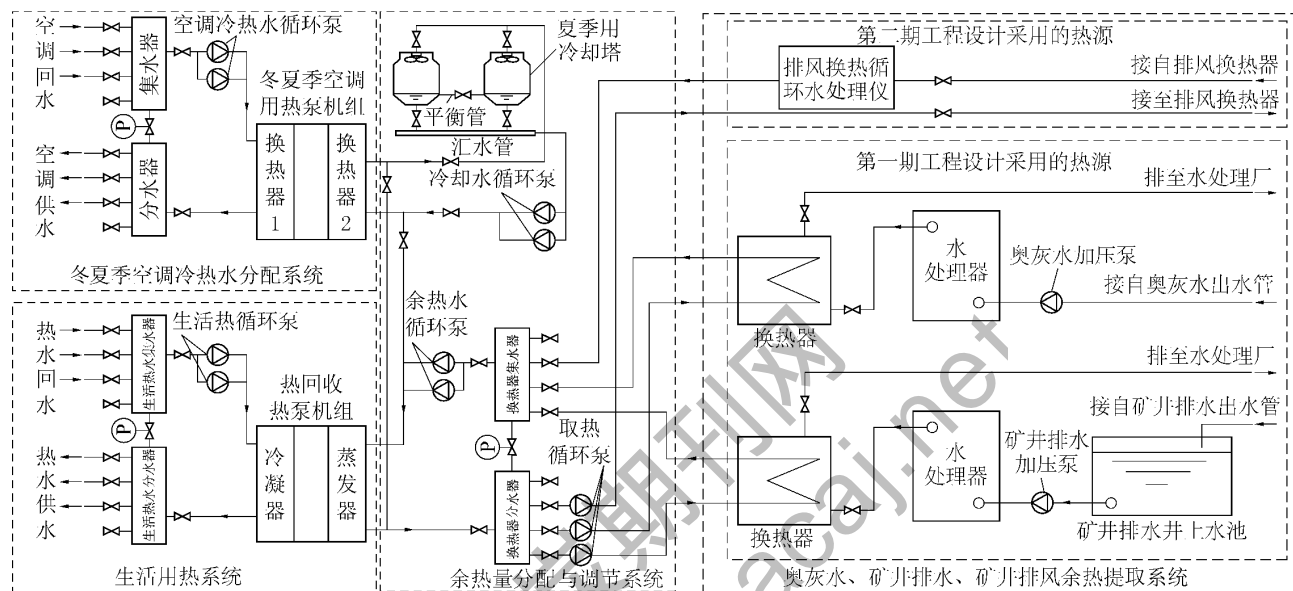 空
调
回
水
集水器
空调冷热水循环泵
冬夏季空调
用热泵机组
P
空
调
供
水
分水器
换
热
器
1
换
热
器
2
冬夏季空调冷热水分配系统
热
水
回
水
生活热水集水器
生活热循环泵
热回收
热泵机组
P
热
水
供
水
生活热水分水器
冷
凝
器
蒸
发
器
生活用热系统
夏季用
冷却塔
平衡管
汇水管
冷却水循环泵
余热水
循环泵
换热器集水器
P
取热
循环泵
换热器分水器
余热量分配与调节系统
第二期工程设计采用的热源
排风换热循
环水处理仪
接自排风换热器
接至排风换热器
第一期工程设计采用的热源
排至水处理厂
水
处理器
奥灰水加压泵
接自奥灰水出水管
换热器
排至水处理厂
接自矿井排水出水管
水
处理器
矿井排水
加压泵
换热器
矿井排水井上水池
奥灰水、矿井排水、矿井排风余热提取系统
期刊网
acaj.net